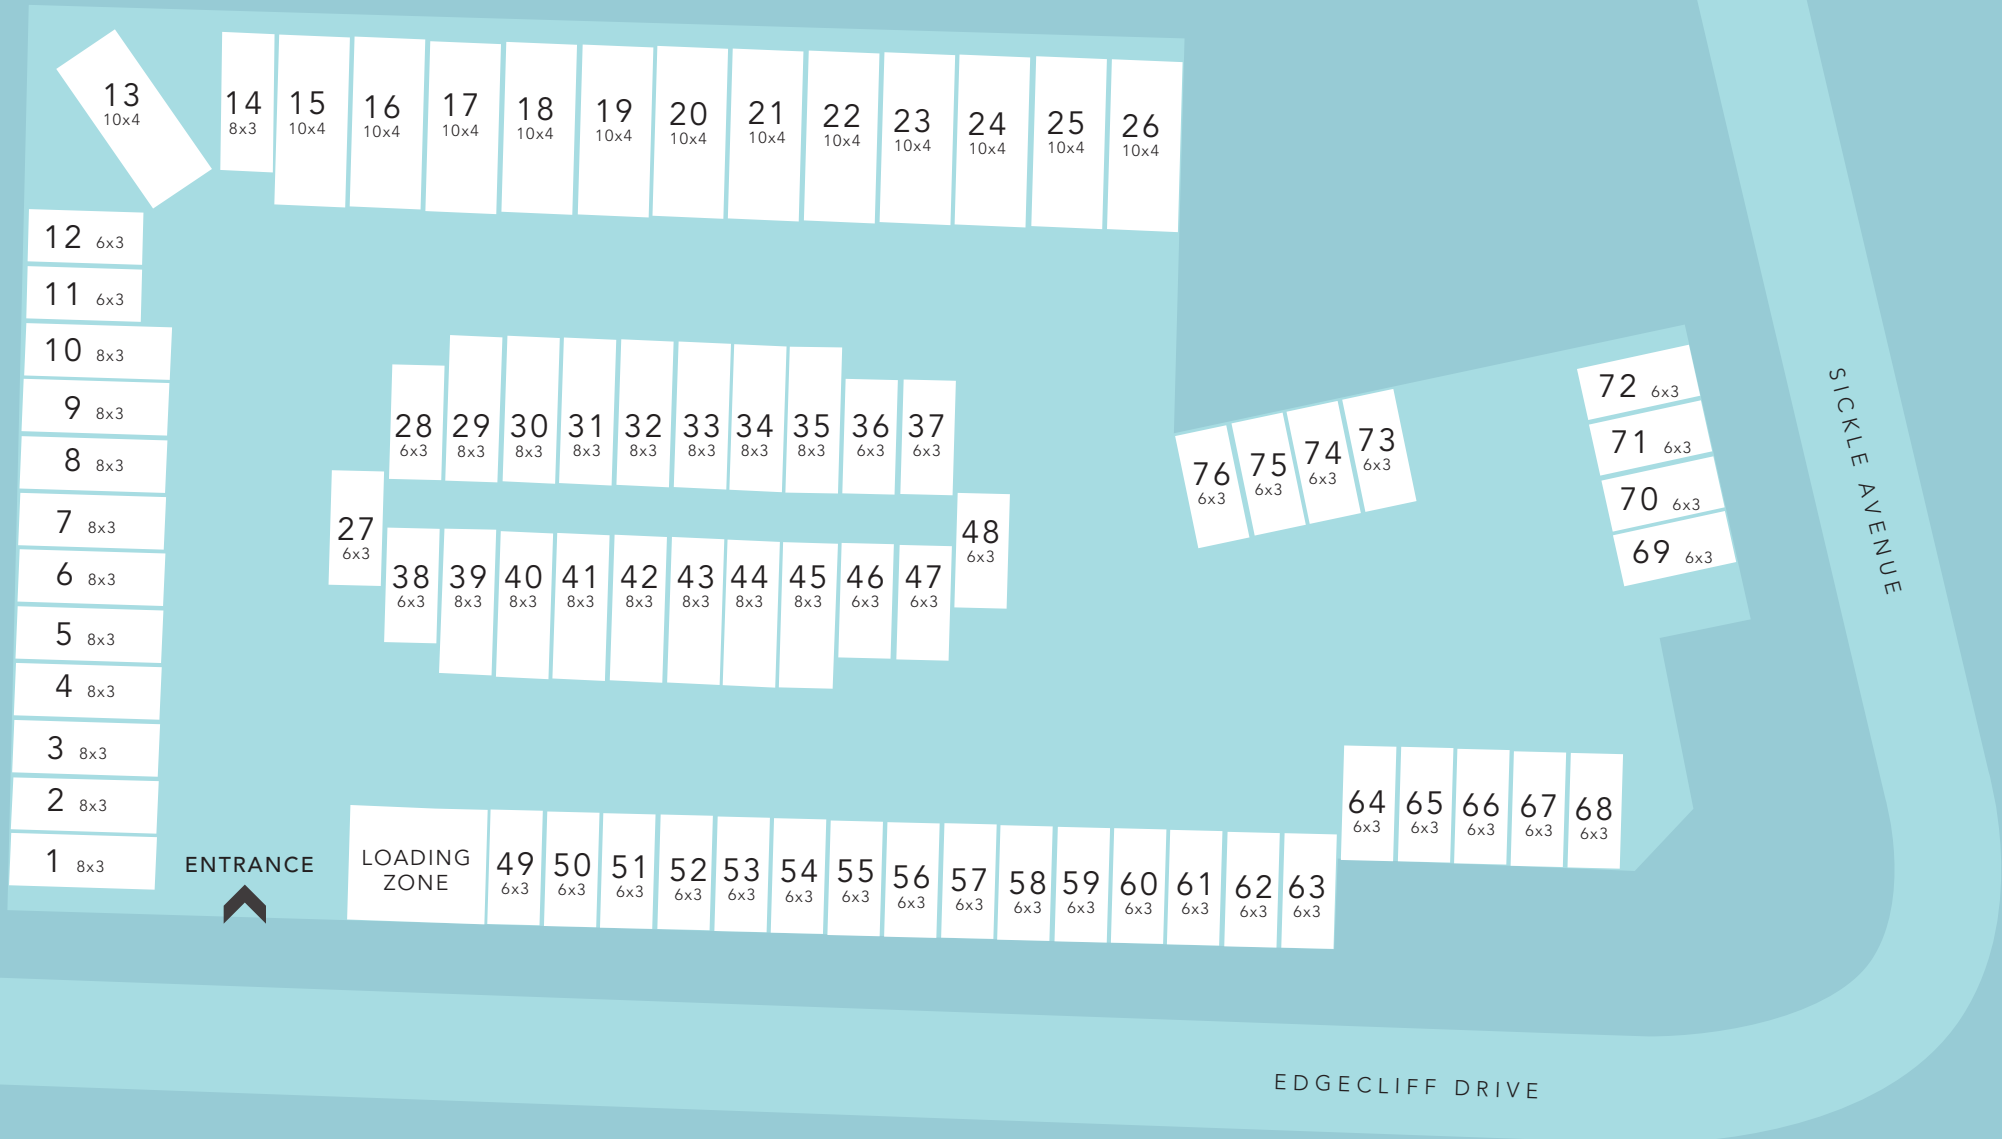 13
10x4
14
8x3
15
10x4
16
10x4
17
10x4
18
10x4
19
10x4
20
10x4
21
10x4
22
10x4
23
10x4
24
10x4
25
10x4
26
10x4
12 6x3
11 6x3
10 8x3
9 8x3
8 8x3
7 8x3
6 8x3
5 8x3
4 8x3
3 8x3
2 8x3
1 8x3
28
6x3
29
8x3
30
8x3
31
8x3
32
8x3
33
8x3
34
8x3
35
8x3
36
6x3
37
6x3
27
6x3
38
6x3
39
8x3
40
8x3
41
8x3
42
8x3
43
8x3
44
8x3
45
8x3
46
6x3
47
6x3
48
6x3
76
6x3
75
6x3
74
6x3
73
6x3
72 6x3
71 6x3
70 6x3
69 6x3
SICKLE AVENUE
64
6x3
65
6x3
66
6x3
67
6x3
68
6x3
ENTRANCE
LOADING
ZONE
49
6x3
50
6x3
51
6x3
52
6x3
53
6x3
54
6x3
55
6x3
56
6x3
57
6x3
58
6x3
59
6x3
60
6x3
61
6x3
62
6x3
63
6x3
EDGECLIFF DRIVE